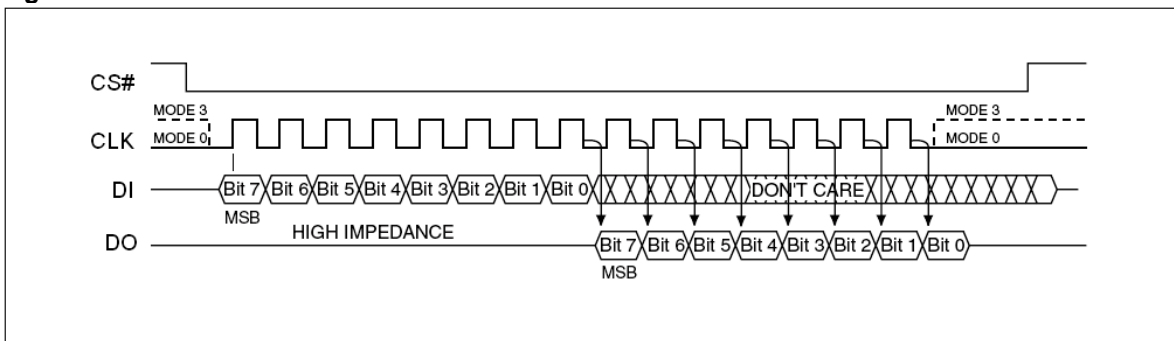 CS#
MODE 3 MODE 3
CLK MODE 0 MODE 0
DI Bit 7 Bit 6 Bit 5 Bit 4 Bit 3 Bit 2 Bit 1 Bit 0 DON'T CARE
MSB
DO HIGH IMPEDANCE Bit 7 Bit 6 Bit 5 Bit 4 Bit 3 Bit 2 Bit 1 Bit 0
MSB